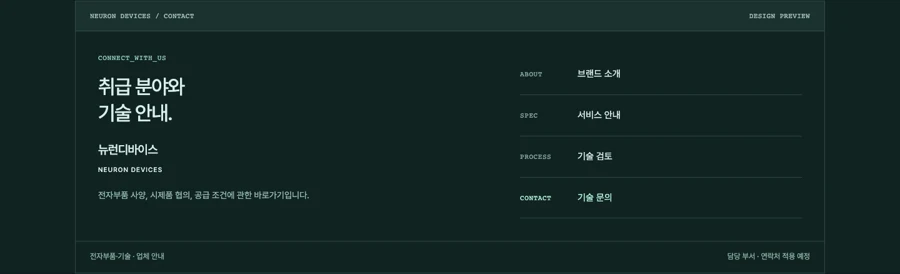 NEURON DEVICES / CONTACT
DESIGN PREVIEW
CONNECT_WITH_US
취급 분야와
기술 안내.
뉴런디바이스
NEURON DEVICES
전자부품 사양, 시제품 협의, 공급 조건에 관한 바로가기입니다.
ABOUT 브랜드 소개
SPEC 서비스 안내
PROCESS 기술 검토
CONTACT 기술 문의
전자부품·기술 · 업체 안내
담당 부서 · 연락처 적용 예정